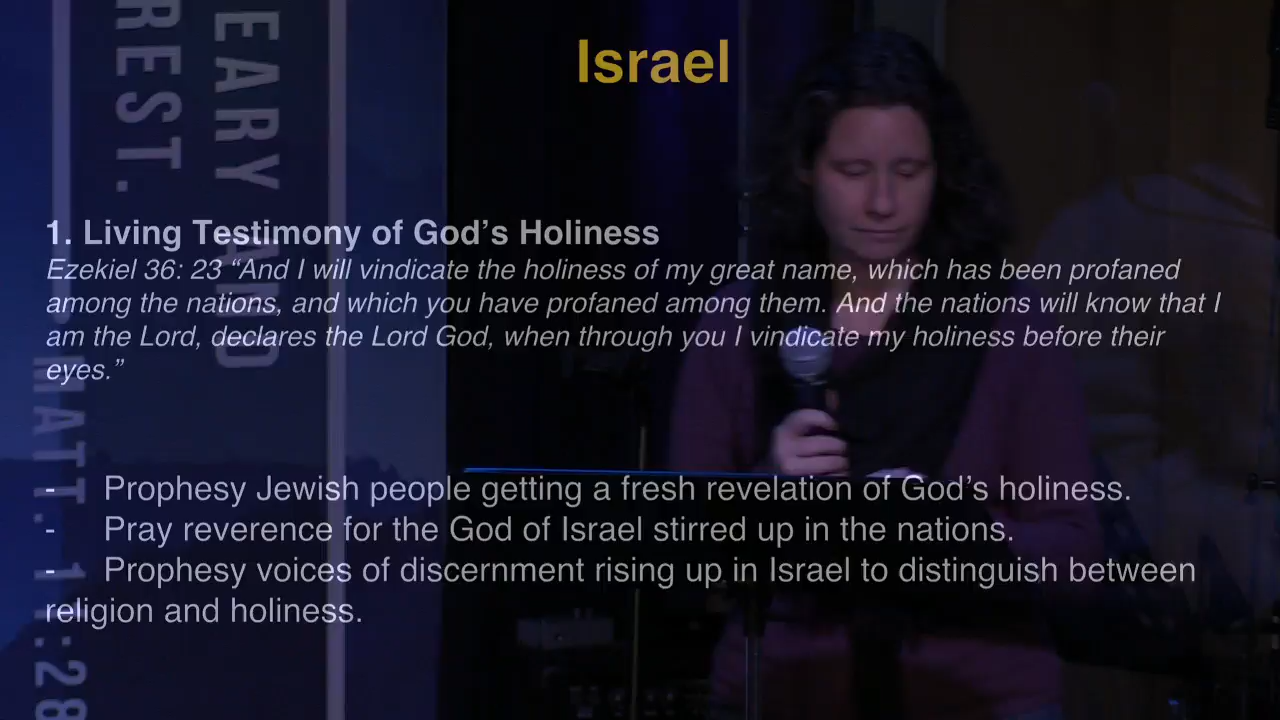 Israel
1. Living Testimony of God's Holiness
Ezekiel 36: 23 “And I will vindicate the holiness of my great name, which has been profaned
among the nations, and which you have profaned among them. And the nations will know that I
am the Lord, declares the Lord God, when through you I vindicate my holiness before their
eyes.”
- Prophesy Jewish people getting a fresh revelation of God’s holiness.
- Pray reverence for the God of Israel stirred up in the nations.
- Prophesy voices of discernment rising up in Israel to distinguish between
religion and holiness.
EARY AND
REST.
MATT. 11:28